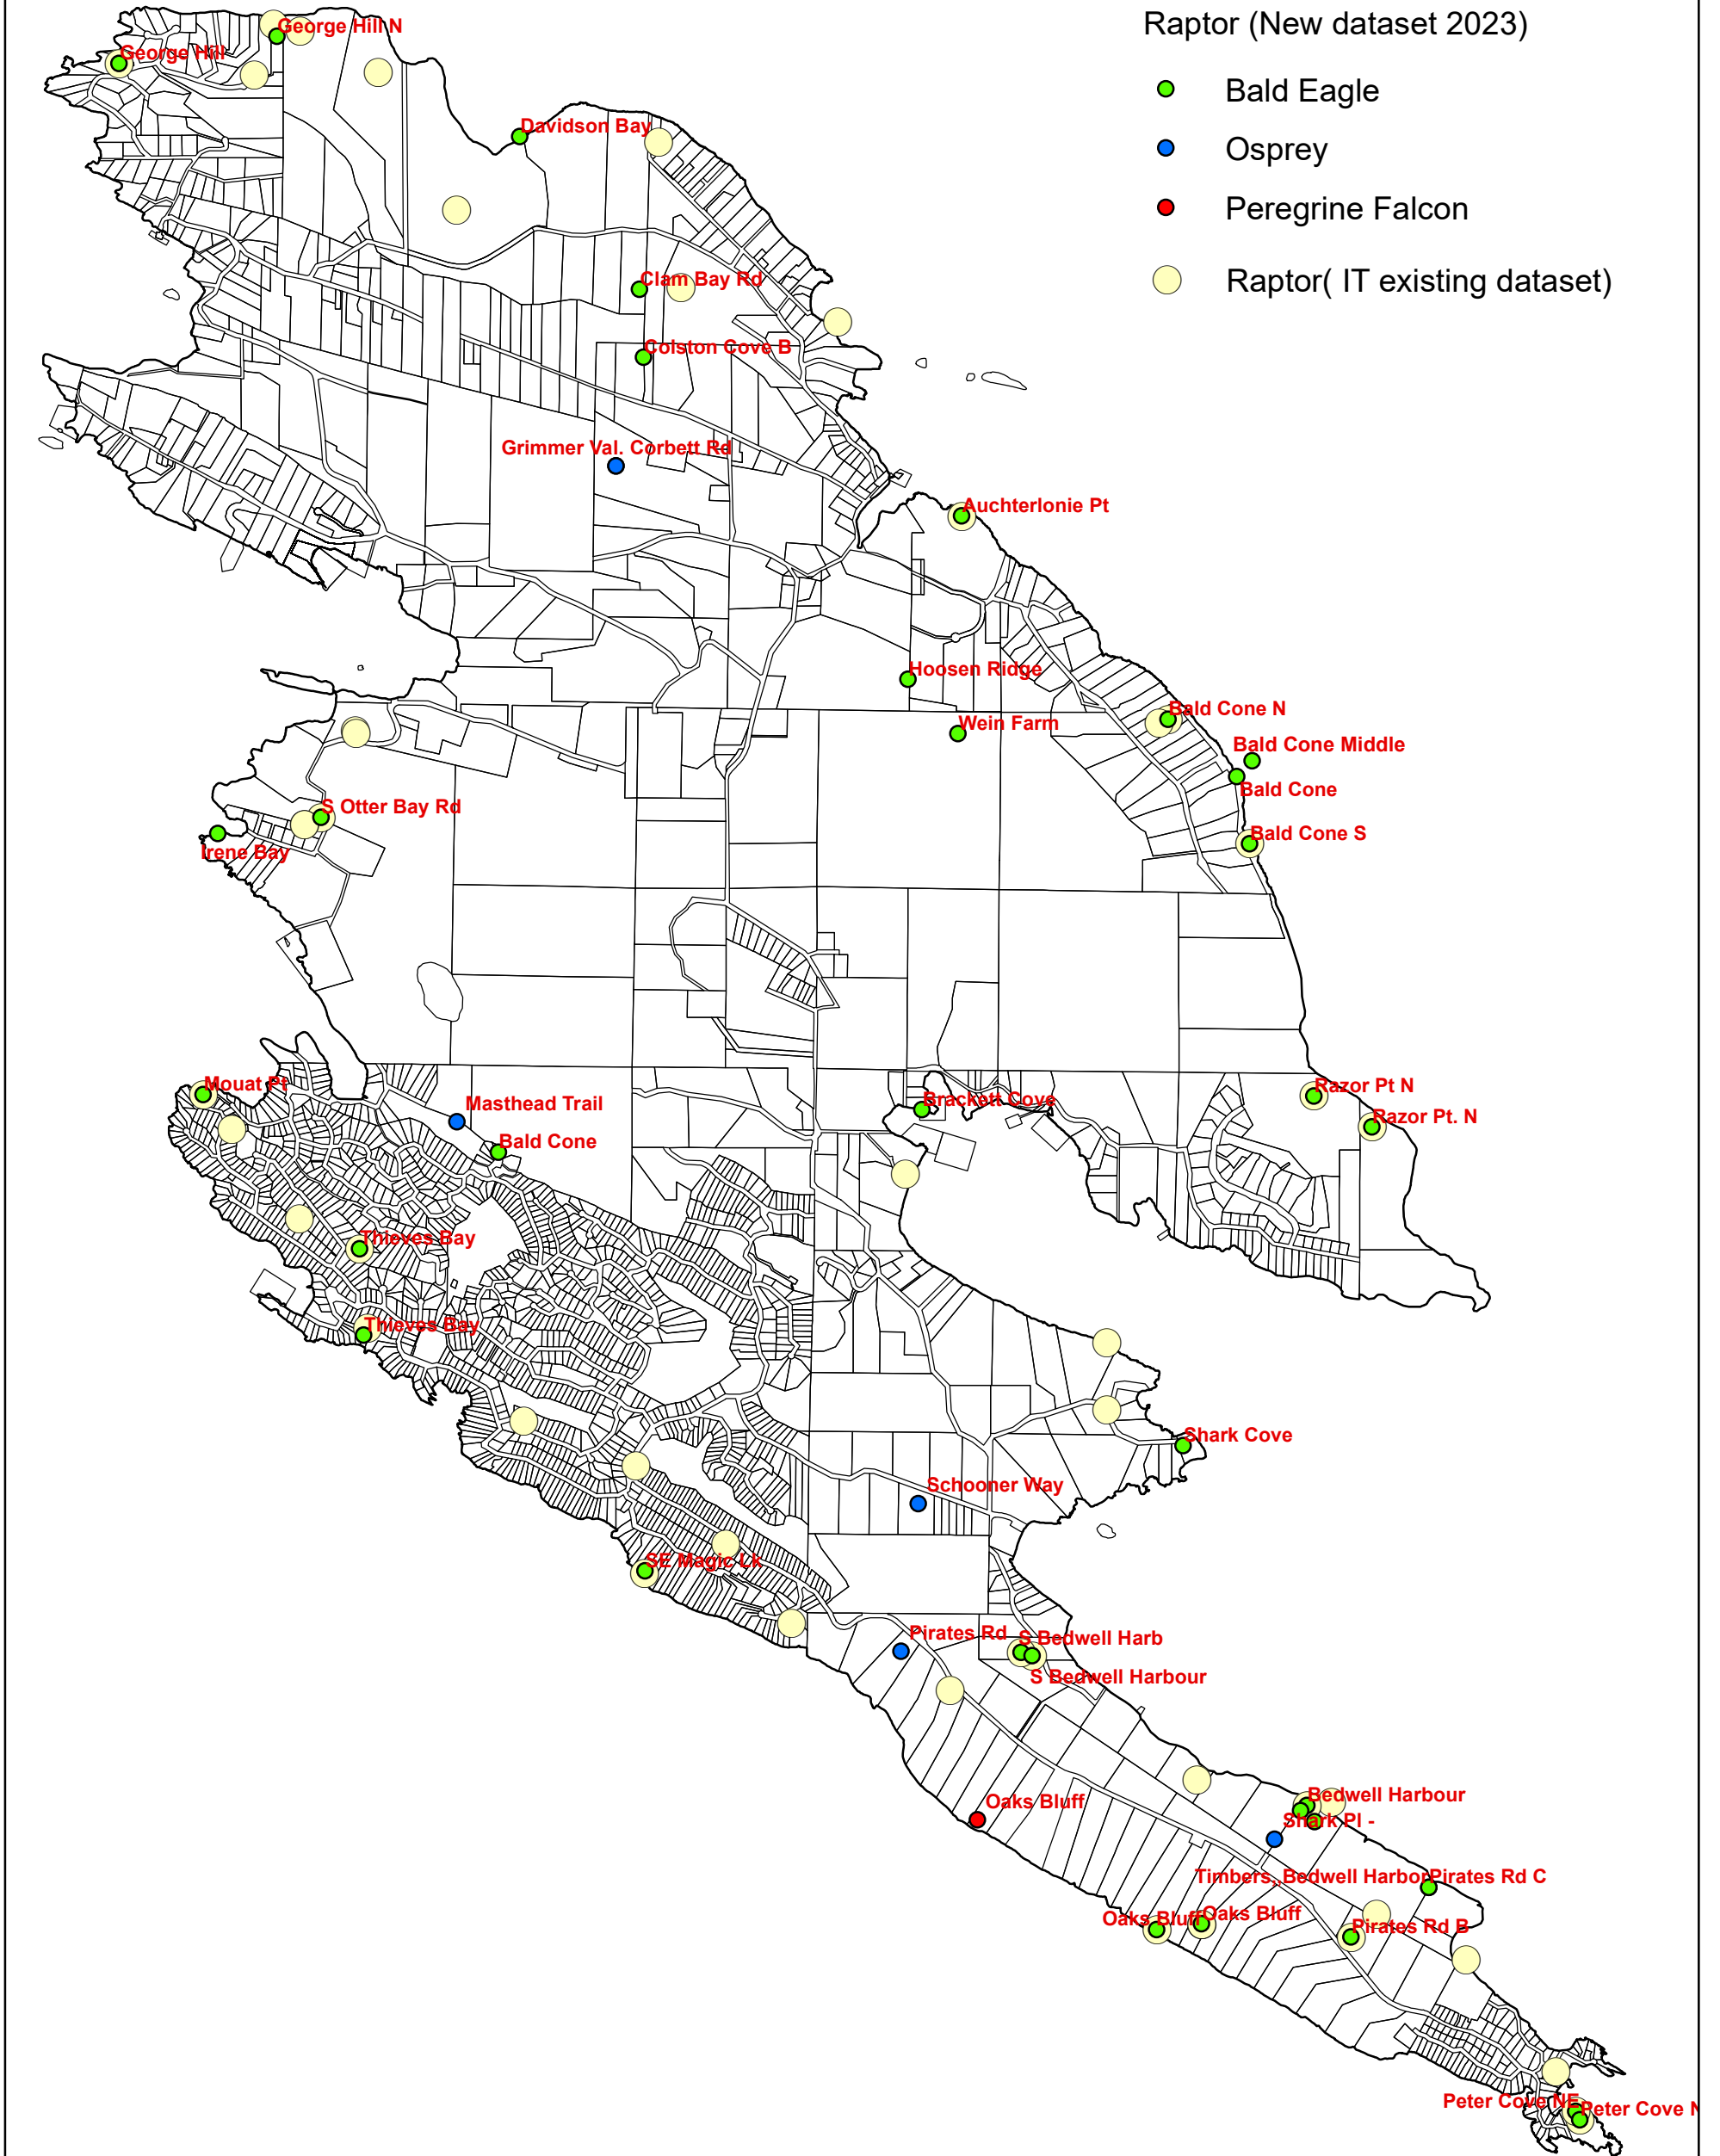 Raptor (New dataset 2023)
Bald Eagle
Osprey
Peregrine Falcon
Raptor( IT existing dataset)
George Hill N
George Hill
Davidson Bay
Clam Bay Rd
Colston Cove B
Grimmer Val. Corbett Rd
Auchterlonie Pt
Hoosen Ridge
Bald Cone N
Wein Farm
Bald Cone Middle
Bald Cone
S Otter Bay Rd
Bald Cone S
Irene Bay
Mouat Pt
Razor Pt N
Masthead Trail
Brackett Cove
Razor Pt. N
Bald Cone
Thieves Bay
Thieves Bay
Shark Cove
Schooner Way
SE Magic Lk
Pirates Rd
S Bedwell Harb
S Bedwell Harbour
Bedwell Harbour
Oaks Bluff
Shark Pl -
Timbers,,Bedwell Harbor
Pirates Rd C
Oaks Bluff
Oaks Bluff
Pirates Rd B
Peter Cove NE
Peter Cove N